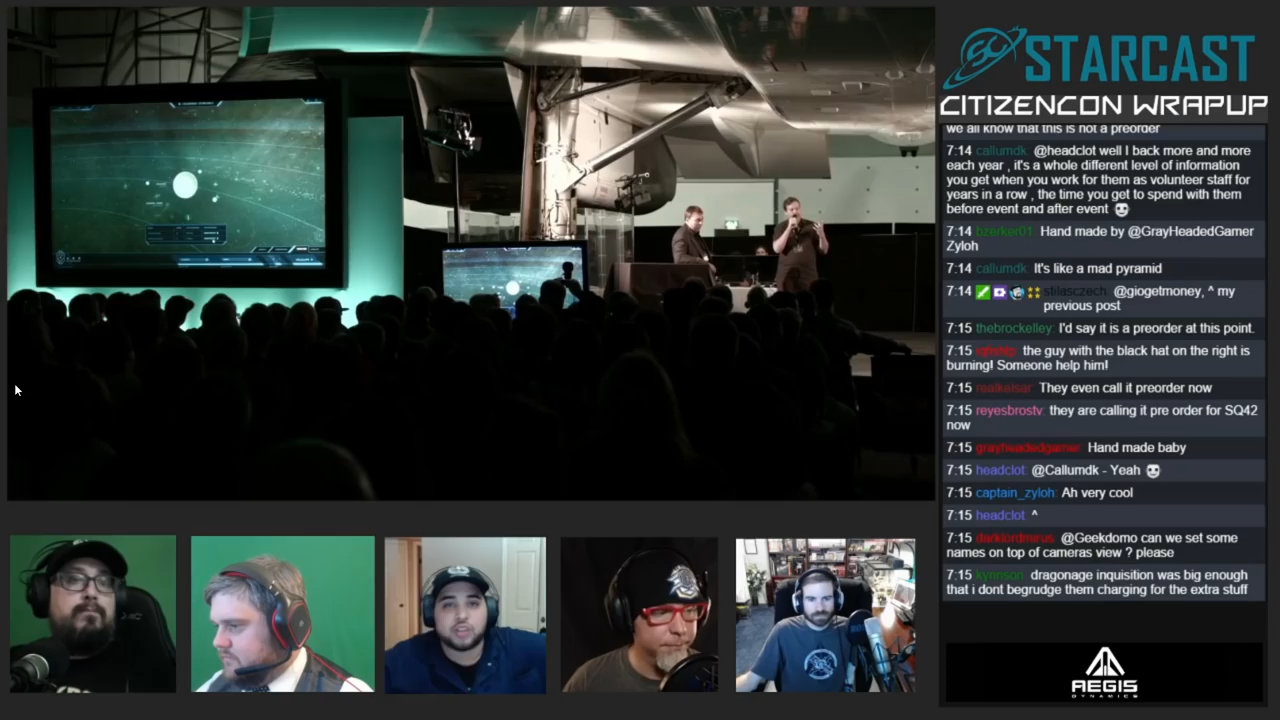 STARCAST
CITIZENCON WRAPUP
we all know that this is not a preorder
7:14 callumdk: @headclot well I back more and more
each year , it's a whole different level of information
you get when you work for them as volunteer staff for
years in a row , the time you get to spend with them
before event and after event
7:14 bzerker01: Hand made by @GrayHeadedGamer
Zyloh
7:14 callumdk: It's like a mad pyramid
7:14 stilasczech: @giogetmoney, ^ my
previous post
7:15 thebrockelley: I'd say it is a preorder at this point.
7:15 the guy with the black hat on the right is
burning! Someone help him!
7:15 realkelsar: They even call it preorder now
7:15 reyesbrostv: they are calling it pre order for SQ42
now
7:15 grayheadedgamer: Hand made baby
7:15 headclot: @Callumdk - Yeah
7:15 captain_zyloh: Ah very cool
7:15 headclot: ^
7:15 darklordmirus: @Geekdomo can we set some
names on top of cameras view ? please
7:15 kynnson: dragonage inquisition was big enough
that i dont begrudge them charging for the extra stuff
AEGIS
DYNAMICS